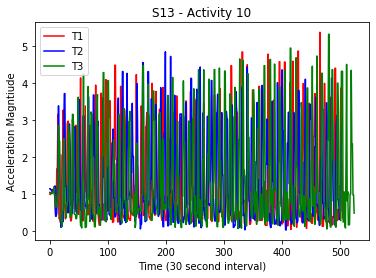 S13 - Activity 10
T1
T2
T3
Acceleration Magntiude
5
4
3
2
1
0
0 100 200 300 400 500
Time (30 second interval)